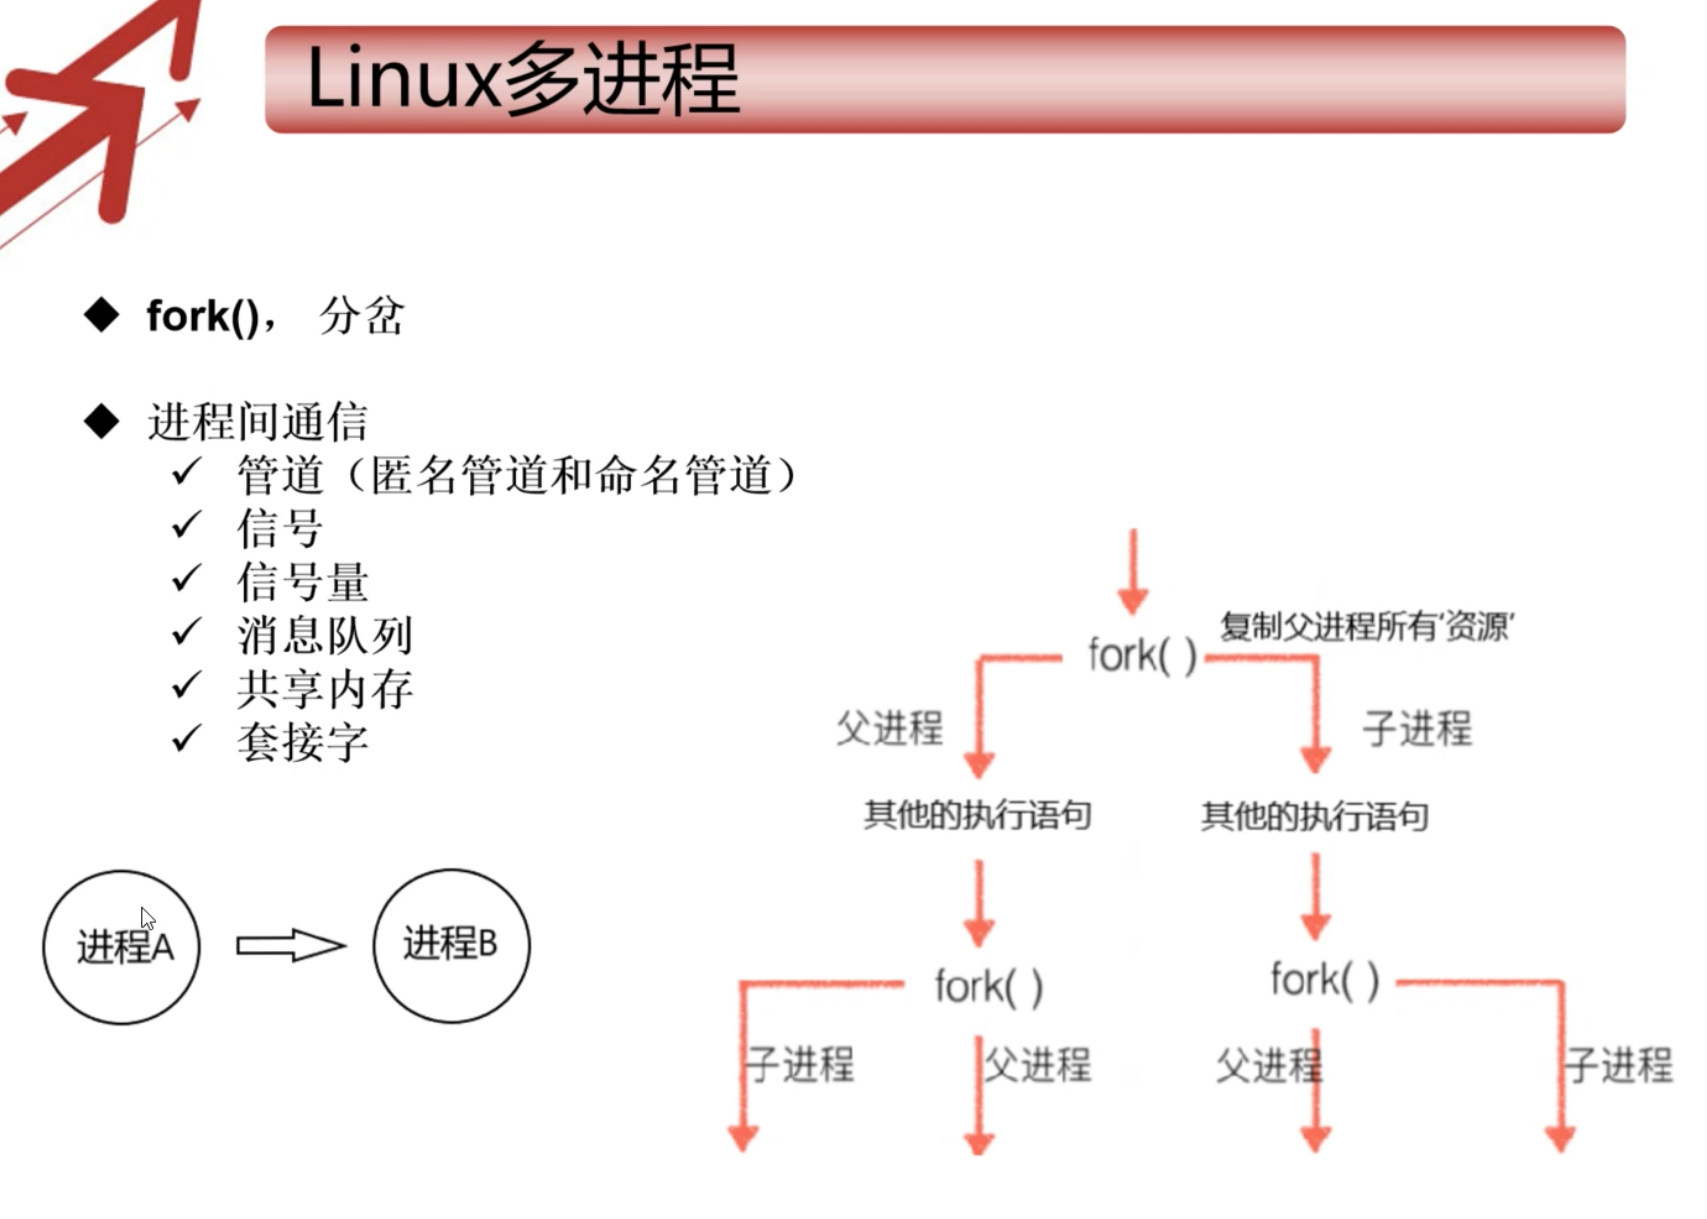 Linux多进程
fork()， 分岔
进程间通信
管道（匿名管道和命名管道）
信号
信号量
消息队列
共享内存
套接字
进程A
进程B
复制父进程所有'资源'
fork( )
父进程
子进程
其他的执行语句
其他的执行语句
fork( )
fork( )
子进程
父进程
父进程
子进程